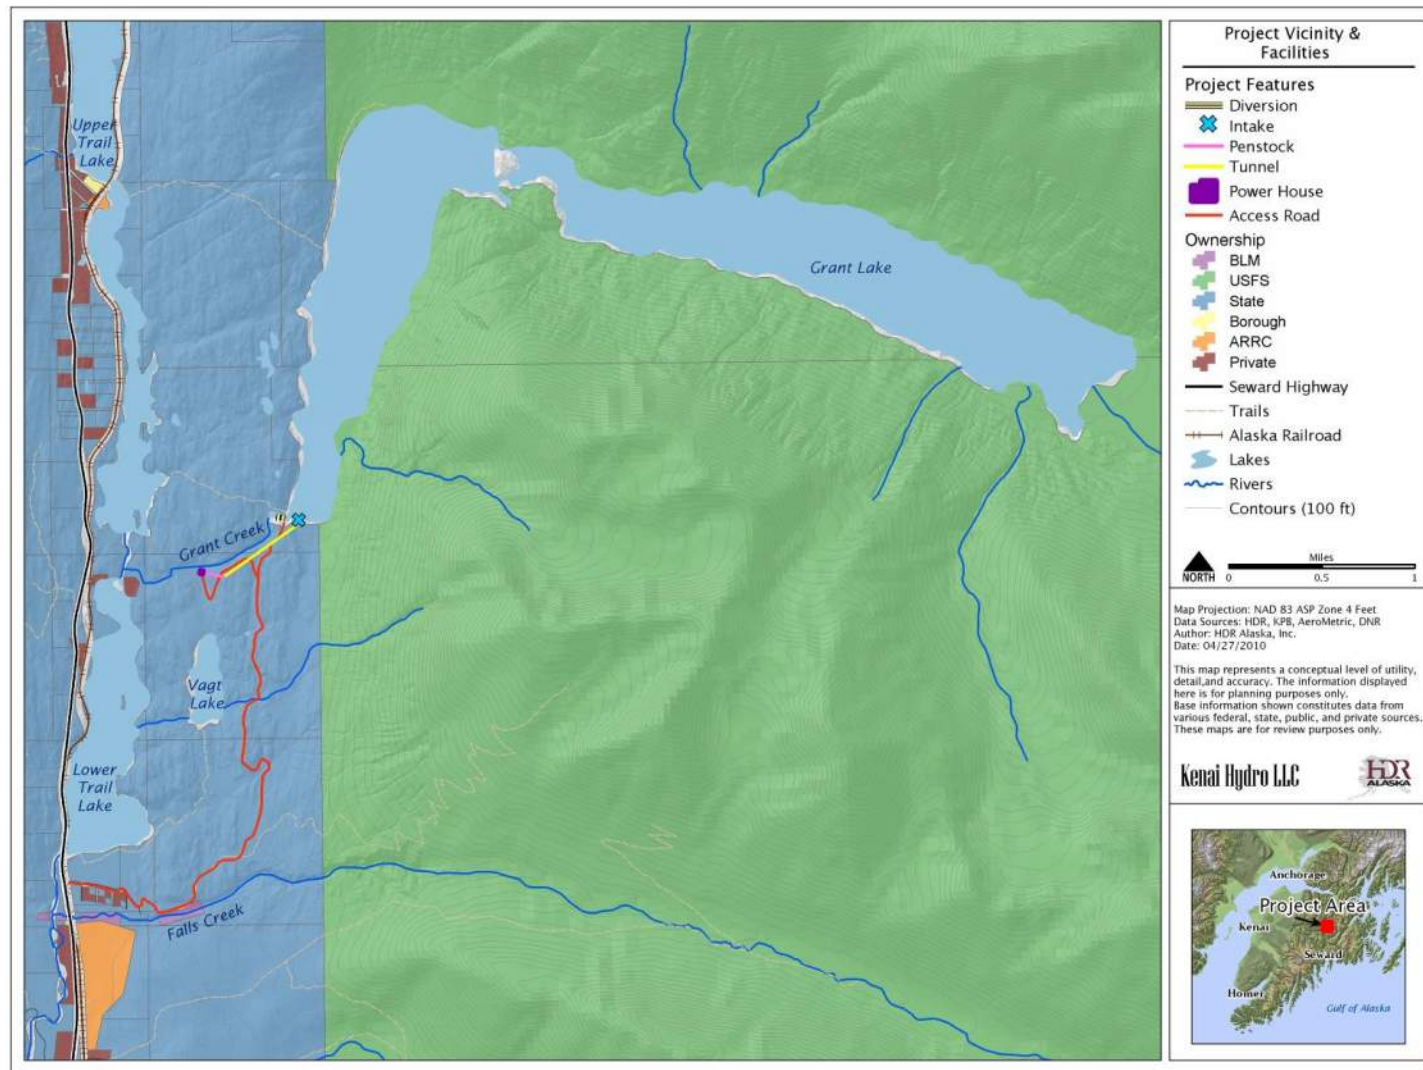 Upper
Trail
Lake
Grant Lake
Grant Creek
Vagt
Lake
Lower
Trail
Lake
Falls Creek
Project Vicinity &
Facilities
Project Features
Diversion
Intake
Penstock
Tunnel
Power House
Access Road
Ownership
BLM
USFS
State
Borough
ARRC
Private
Seward Highway
Trails
Alaska Railroad
Lakes
Rivers
Contours (100 ft)
NORTH
Miles
0 0.5 1
Map Projection: NAD 83 ASP Zone 4 Feet
Data Sources: HDR, KPB, AeroMetric, DNR
Author: HDR Alaska, Inc.
Date: 04/27/2010
This map represents a conceptual level of utility,
detail,and accuracy. The information displayed
here is for planning purposes only.
Base information shown constitutes data from
various federal, state, public, and private sources.
These maps are for review purposes only.
Kenai Hydro LLC
HDR
ALASKA
Anchorage
Project Area
Kenai
Seward
Homer
Gulf of Alaska